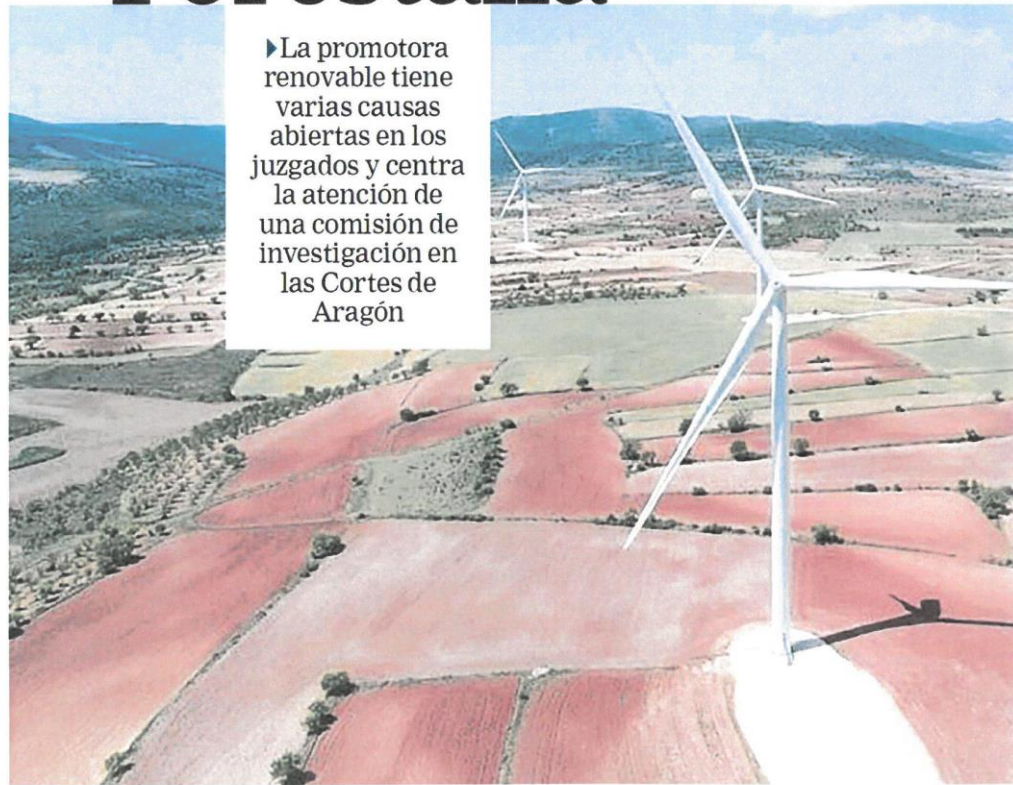 Forestalia
▶La promotora
renovable tiene
varias causas
abiertas en los
juzgados y centra
la atención de
una comisión de
investigación en
las Cortes de
Aragón